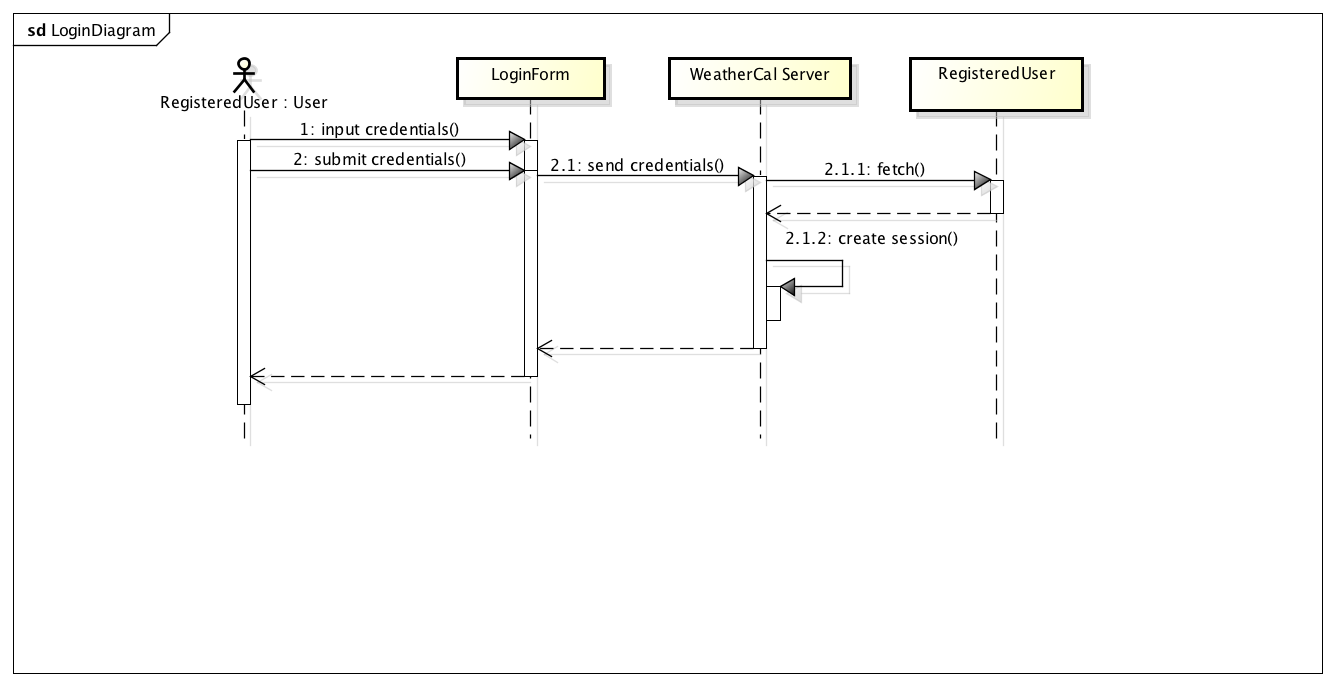 sd LoginDiagram
RegisteredUser : User
LoginForm
WeatherCal Server
RegisteredUser
1: input credentials()
2: submit credentials()
2.1: send credentials()
2.1.1: fetch()
2.1.2: create session()